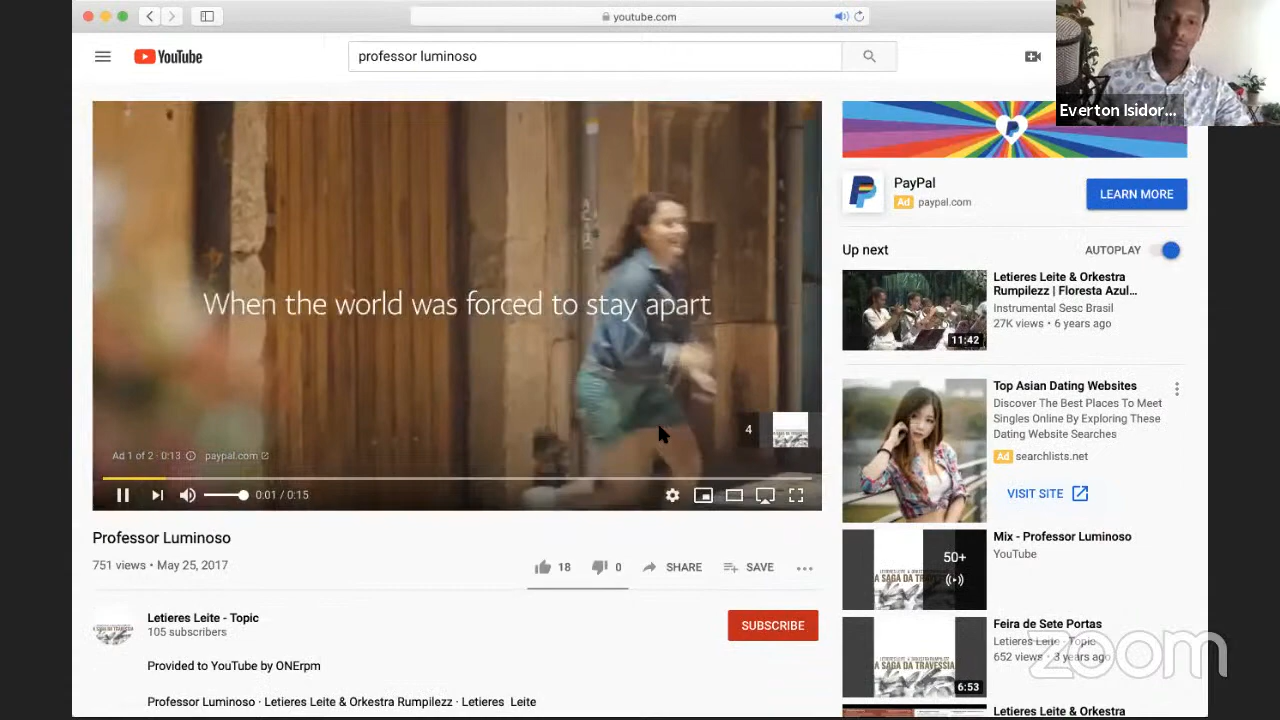 youtube.com
YouTube
professor luminoso
Everton Isidor...
When the world was forced to stay apart
4
Ad 1 of 2 · 0:13
paypal.com
0:01 / 0:15
Professor Luminoso
751 views • May 25, 2017
18
0
SHARE
SAVE
Letieres Leite - Topic
105 subscribers
SUBSCRIBE
Provided to YouTube by ONErpm
Professor Luminoso · Letieres Leite & Orkestra Rumpilezz · Letieres Leite
PayPal
Ad paypal.com
LEARN MORE
Up next
AUTOPLAY
11:42
Letieres Leite & Orkestra
Rumpilezz | Floresta Azul...
Instrumental Sesc Brasil
27K views • 6 years ago
Top Asian Dating Websites
Discover The Best Places To Meet
Singles Online By Exploring These
Dating Website Searches
Ad searchlists.net
VISIT SITE
50+
Mix - Professor Luminoso
YouTube
A SAGA DA TRAVESSIA
6:53
Feira de Sete Portas
Letieres Leite - Topic
652 views • 3 years ago
zoom
Letieres Leite & Orkestra